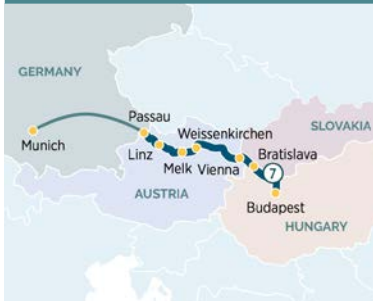 GERMANY
Passau
Munich
Weissenkirchen
SLOVAKIA
Linz
Bratislava
Melk
Vienna
7
AUSTRIA
Budapest
HUNGARY